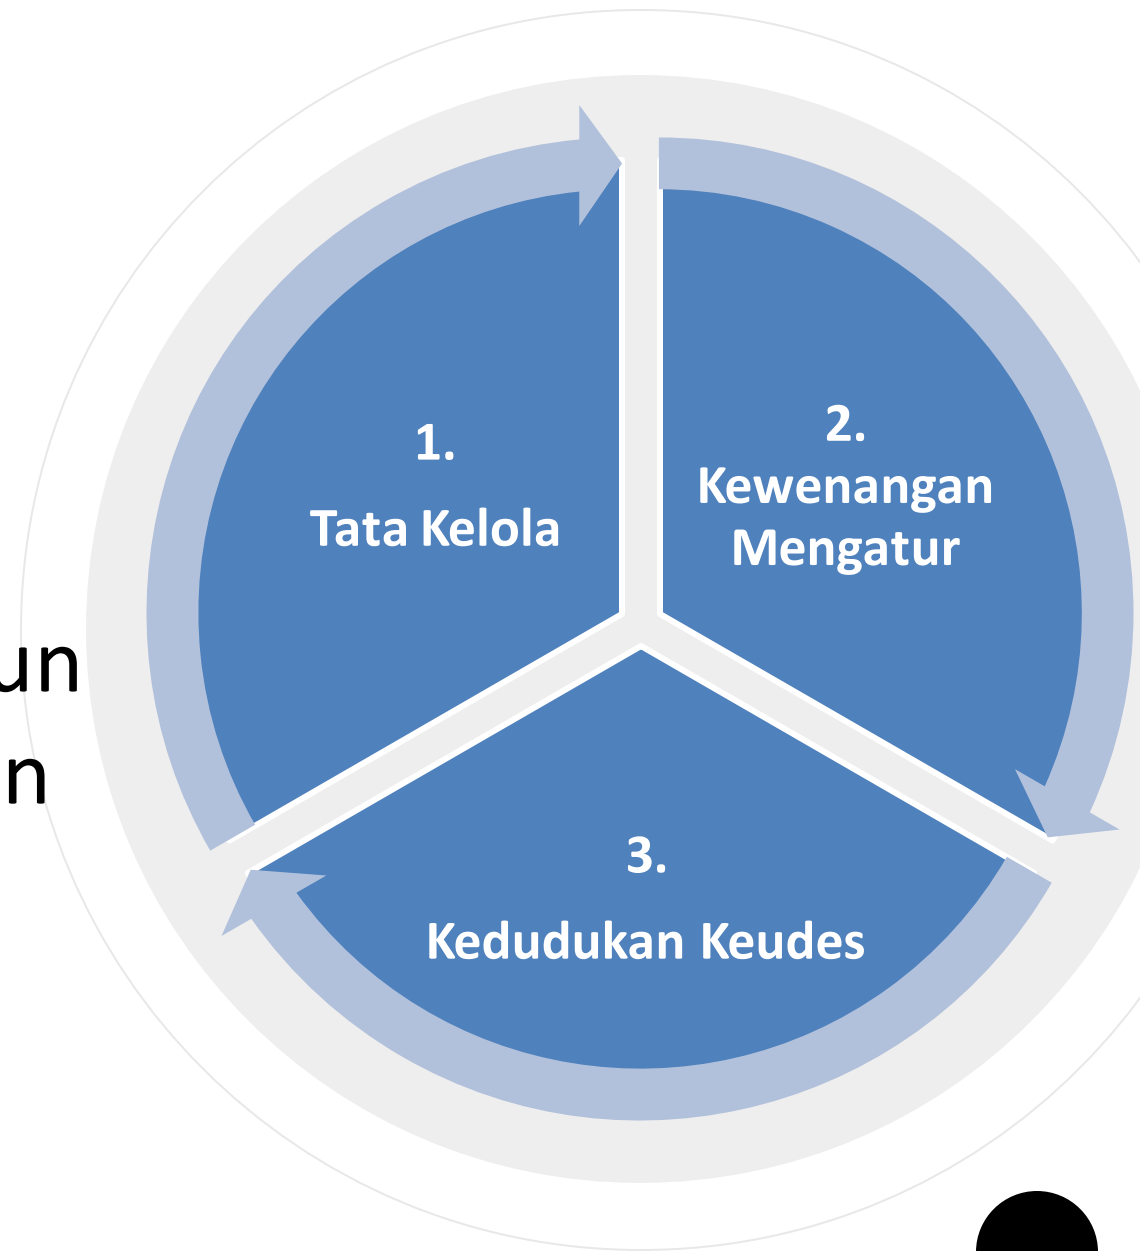 1.
Tata Kelola
2.
Kewenangan
Mengatur
3.
Kedudukan Keudes